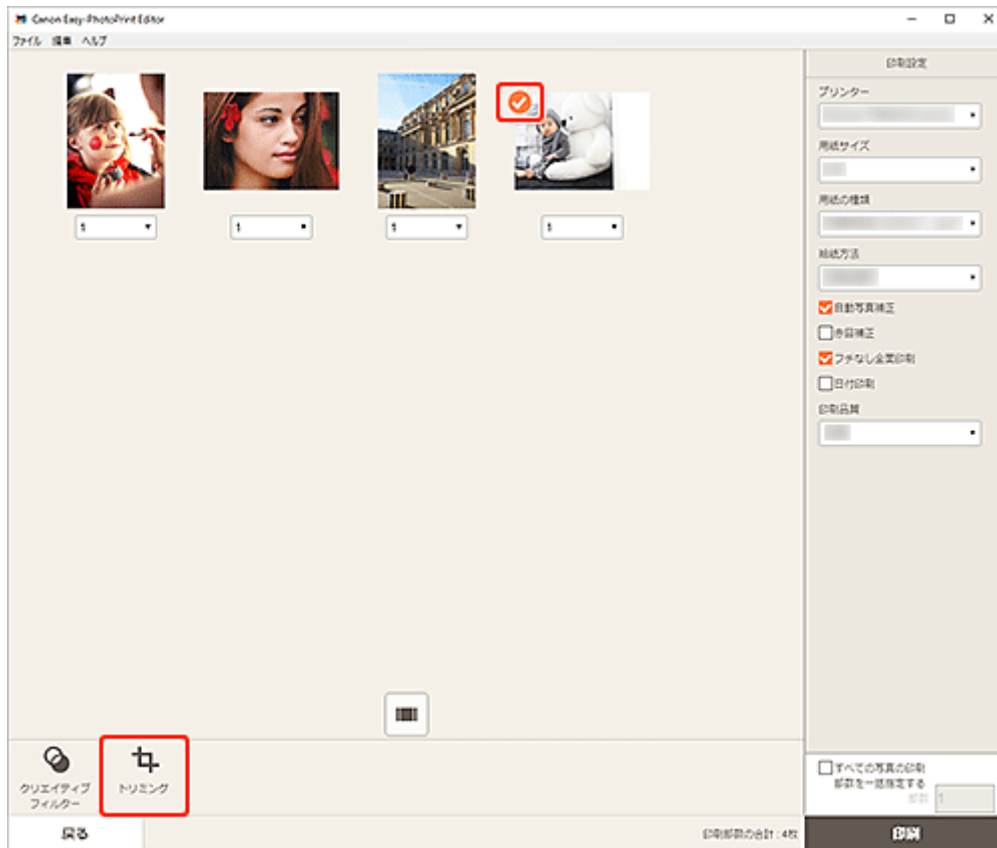 Canon Easy-PhotoPrint Editor
ファイル 編集 ヘルプ
1
1
1
1
印刷設定
プリンター
用紙サイズ
用紙の種類
給紙方法
自動写真補正
赤目補正
フチなし全面印刷
日付印刷
印刷品質
クリエイティブ
フィルター
トリミング
すべての写真の印刷
部数を一括指定する
部数 1
戻る
印刷部数の合計 : 4枚
印刷